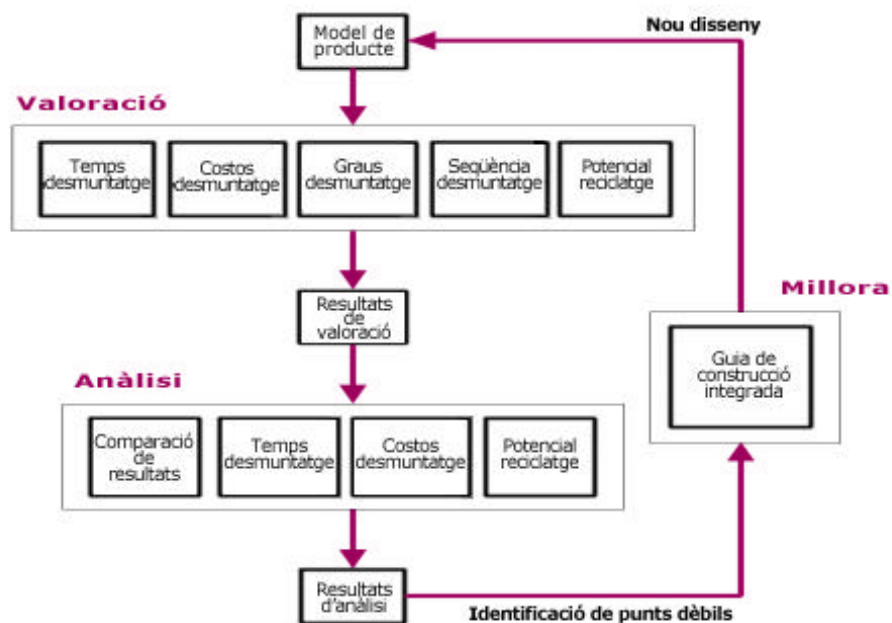 Nou disseny
Model de
producte
Valoració
Temps
desmuntatge
Costos
desmuntatge
Graus
desmuntatge
Seqüència
desmuntatge
Potencial
reciclatge
Resultats
de
valoració
Millora
Guia de
construcció
integrada
Anàlisi
Comparació
de
resultats
Temps
desmuntatge
Costos
desmuntatge
Potencial
reciclatge
Resultats
d'anàlisi
Identificació de punts dèbils